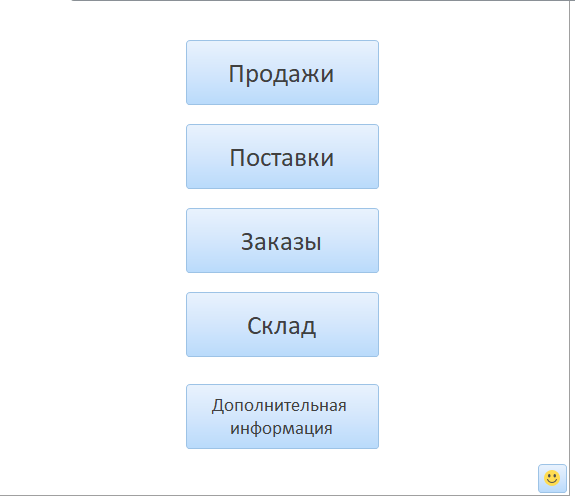 Продажи
Поставки
Заказы
Склад
Дополнительная
информация